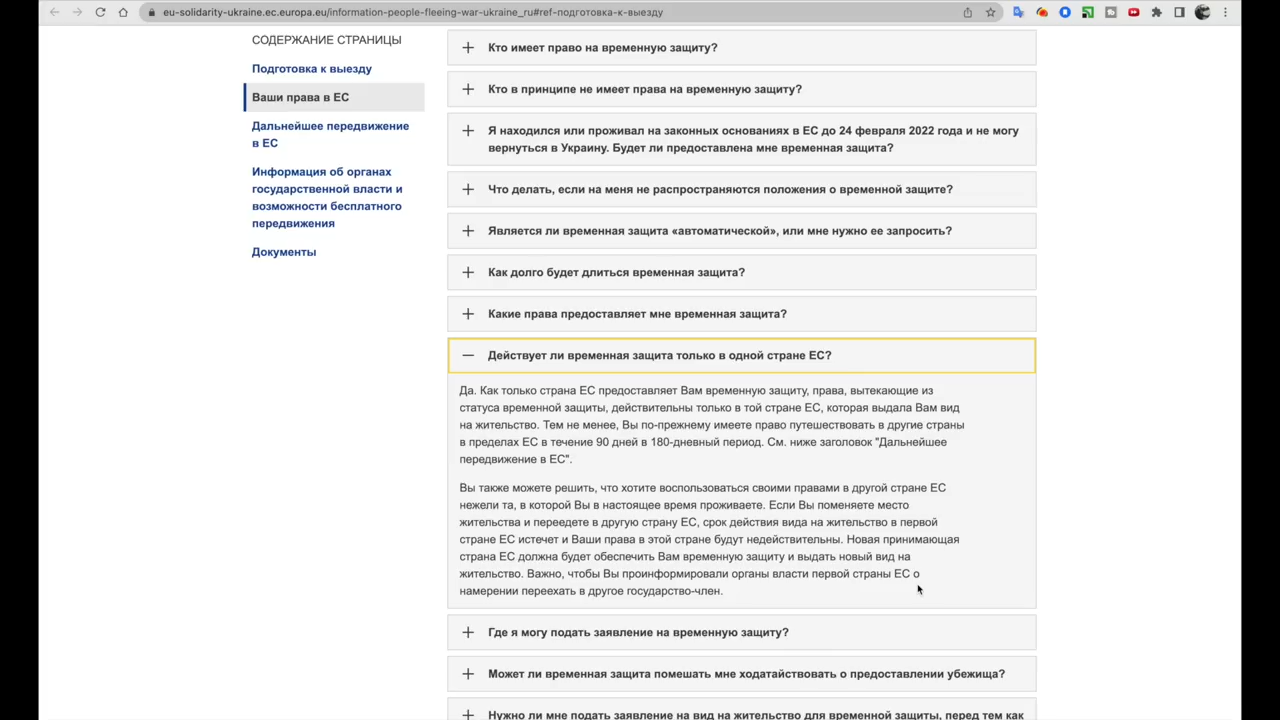 eu-solidarity-ukraine.ec.europa.eu/information-people-fleeing-war-ukraine_ru#ref-подготовка-к-выезду
СОДЕРЖАНИЕ СТРАНИЦЫ
Подготовка к выезду
Ваши права в ЕС
Дальнейшее передвижение
в ЕС
Информация об органах
государственной власти и
возможности бесплатного
передвижения
Документы
Кто имеет право на временную защиту?
Кто в принципе не имеет права на временную защиту?
Я находился или проживал на законных основаниях в ЕС до 24 февраля 2022 года и не могу
вернуться в Украину. Будет ли предоставлена мне временная защита?
Что делать, если на меня не распространяются положения о временной защите?
Является ли временная защита «автоматической», или мне нужно ее запросить?
Как долго будет длиться временная защита?
Какие права предоставляет мне временная защита?
Действует ли временная защита только в одной стране ЕС?
Да. Как только страна ЕС предоставляет Вам временную защиту, права, вытекающие из
статуса временной защиты, действительны только в той стране ЕС, которая выдала Вам вид
на жительство. Тем не менее, Вы по-прежнему имеете право путешествовать в другие страны
в пределах ЕС в течение 90 дней в 180-дневный период. См. ниже заголовок "Дальнейшее
передвижение в ЕС".
Вы также можете решить, что хотите воспользоваться своими правами в другой стране ЕС
нежели та, в которой Вы в настоящее время проживаете. Если Вы поменяете место
жительства и переедете в другую страну ЕС, срок действия вида на жительство в первой
стране ЕС истечет и Ваши права в этой стране будут недействительны. Новая принимающая
страна ЕС должна будет обеспечить Вам временную защиту и выдать новый вид на
жительство. Важно, чтобы Вы проинформировали органы власти первой страны ЕС о
намерении переехать в другое государство-член.
Где я могу подать заявление на временную защиту?
Может ли временная защита помешать мне ходатайствовать о предоставлении убежища?
Нужно ли мне подать заявление на вид на жительство для временной защиты, перед тем как